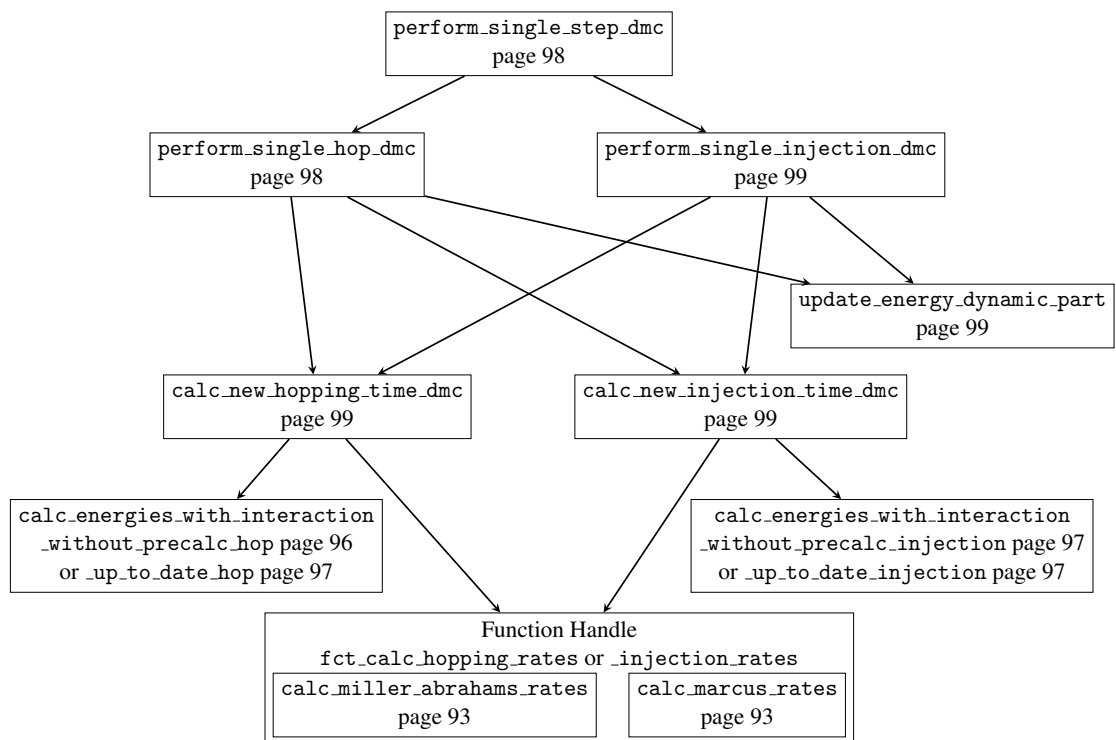 perform_single_step_dmc
page 98
perform_single_hop_dmc
page 98
perform_single_injection_dmc
page 99
update_energy_dynamic_part
page 99
calc_new_hopping_time_dmc
page 99
calc_new_injection_time_dmc
page 99
calc_energies_with_interaction
_without_precalc_hop page 96
or _up_to_date_hop page 97
calc_energies_with_interaction
_without_precalc_injection page 97
or _up_to_date_injection page 97
Function Handle
fct_calc_hopping_rates or _injection_rates
calc_miller_abrahams_rates
page 93
calc_marcus_rates
page 93